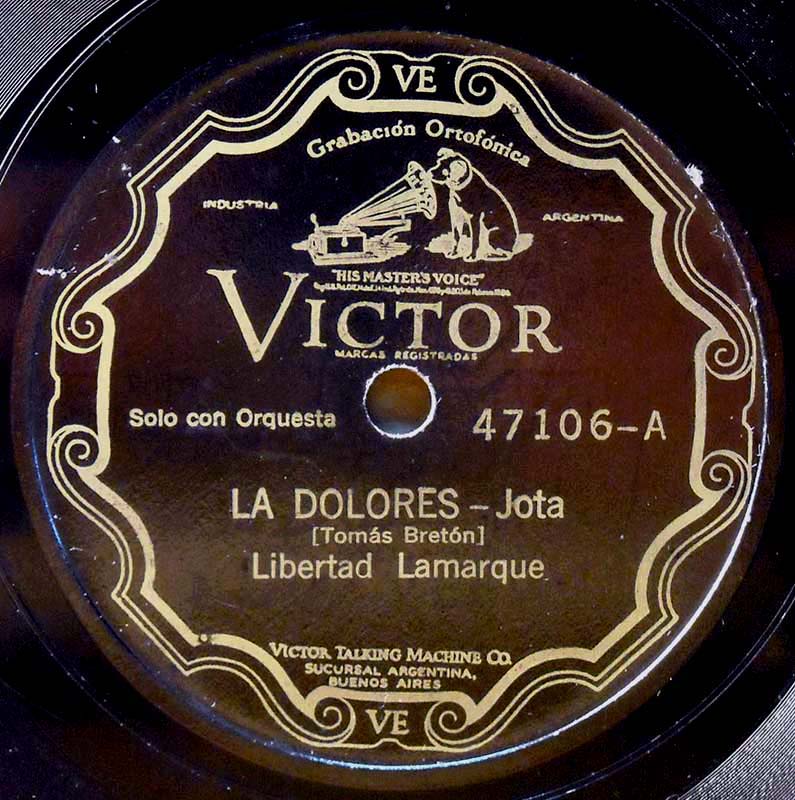 VE
Grabación Ortofónica
INDUSTRIA
ARGENTINA
"HIS MASTER'S VOICE"
VICTOR
MARCAS REGISTRADAS
Solo con Orquesta
47106-A
LA DOLORES - Jota
[Tomás Bretón]
Libertad Lamarque
VICTOR TALKING MACHINE CO.
SUCURSAL ARGENTINA,
BUENOS AIRES
VE